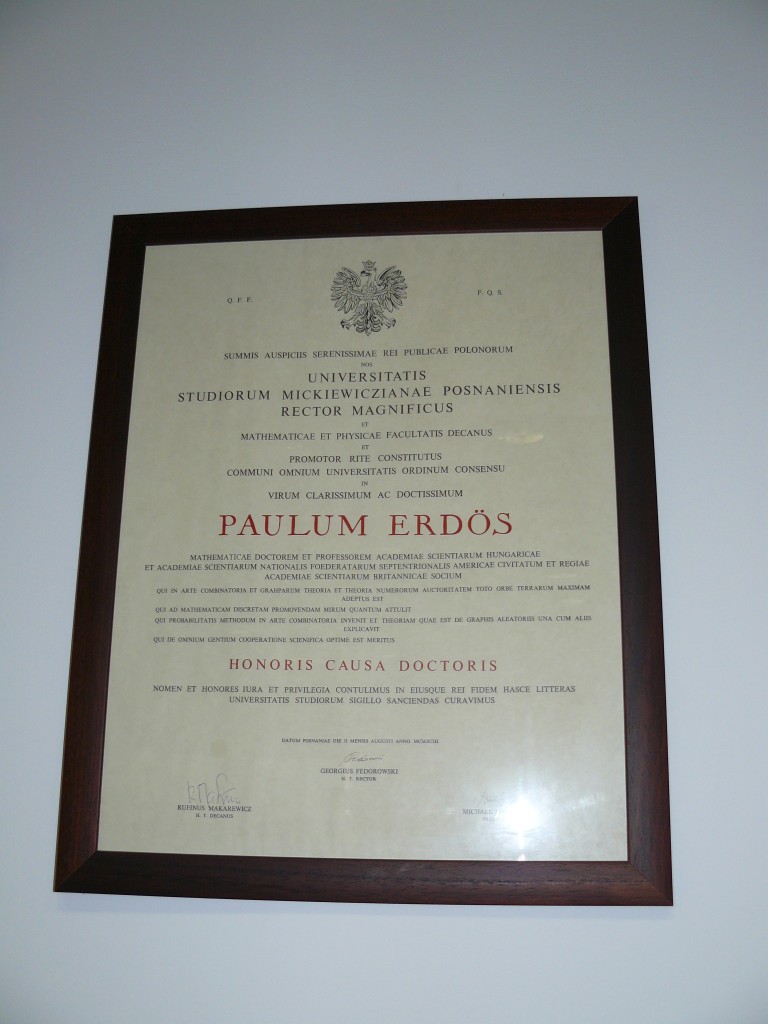 Q. F. F.
F. Q. S.
SUMMIS AUSPICIIS SERENISSIMAE REI PUBLICAE POLONORUM
NOS
UNIVERSITATIS
STUDIORUM MICKIEWICZIANAE POSNANIENSIS
RECTOR MAGNIFICUS
ET
MATHEMATICAE ET PHYSICAE FACULTATIS DECANUS
ET
PROMOTOR RITE CONSTITUTUS
COMMUNI OMNIUM UNIVERSITATIS ORDINUM CONSENSU
IN
VIRUM CLARISSIMUM AC DOCTISSIMUM
PAULUM ERDÖS
MATHEMATICAE DOCTOREM ET PROFESSOREM ACADEMIAE SCIENTIARUM HUNGARICAE
ET ACADEMIAE SCIENTIARUM NATIONALIS FOEDERATARUM SEPTENTRIONALIS AMERICAE CIVITATUM ET REGIAE
ACADEMIAE SCIENTIARUM BRITANNICAE SOCIUM
QUI IN ARTE COMBINATORIA ET GRAHPARUM THEORIA ET THEORIA NUMERORUM AUCTORITATEM TOTO ORBE TERRARUM MAXIMAM
ADEPTUS EST
QUI AD MATHEMATICAM DISCRETAM PROMOVENDAM MIRUM QUANTUM ATTULIT
QUI PROBABILITATIS METHODUM IN ARTE COMBINATORIA INVENIT ET THEORIAM QUAE EST DE GRAPHIS ALEATORIIS UNA CUM ALIIS
EXPLICAVIT
QUI DE OMNIUM GENTIUM COOPERATIONE SCIENIFICA OPTIME EST MERITUS
HONORIS CAUSA DOCTORIS
NOMEN ET HONORES IURA ET PRIVILEGIA CONTULIMUS IN EIUSQUE REI FIDEM HASCE LITTERAS
UNIVERSITATIS STUDIORUM SIGILLO SANCIENDAS CURAVIMUS
DATUM POSNANIAE DIE II MENSIS AUGUSTI ANNO MCMXCIII
GEORGIUS FEDOROWSKI
H. T. RECTOR
RUFINUS MAKAREWICZ
H. T. DECANUS
MICHAEL